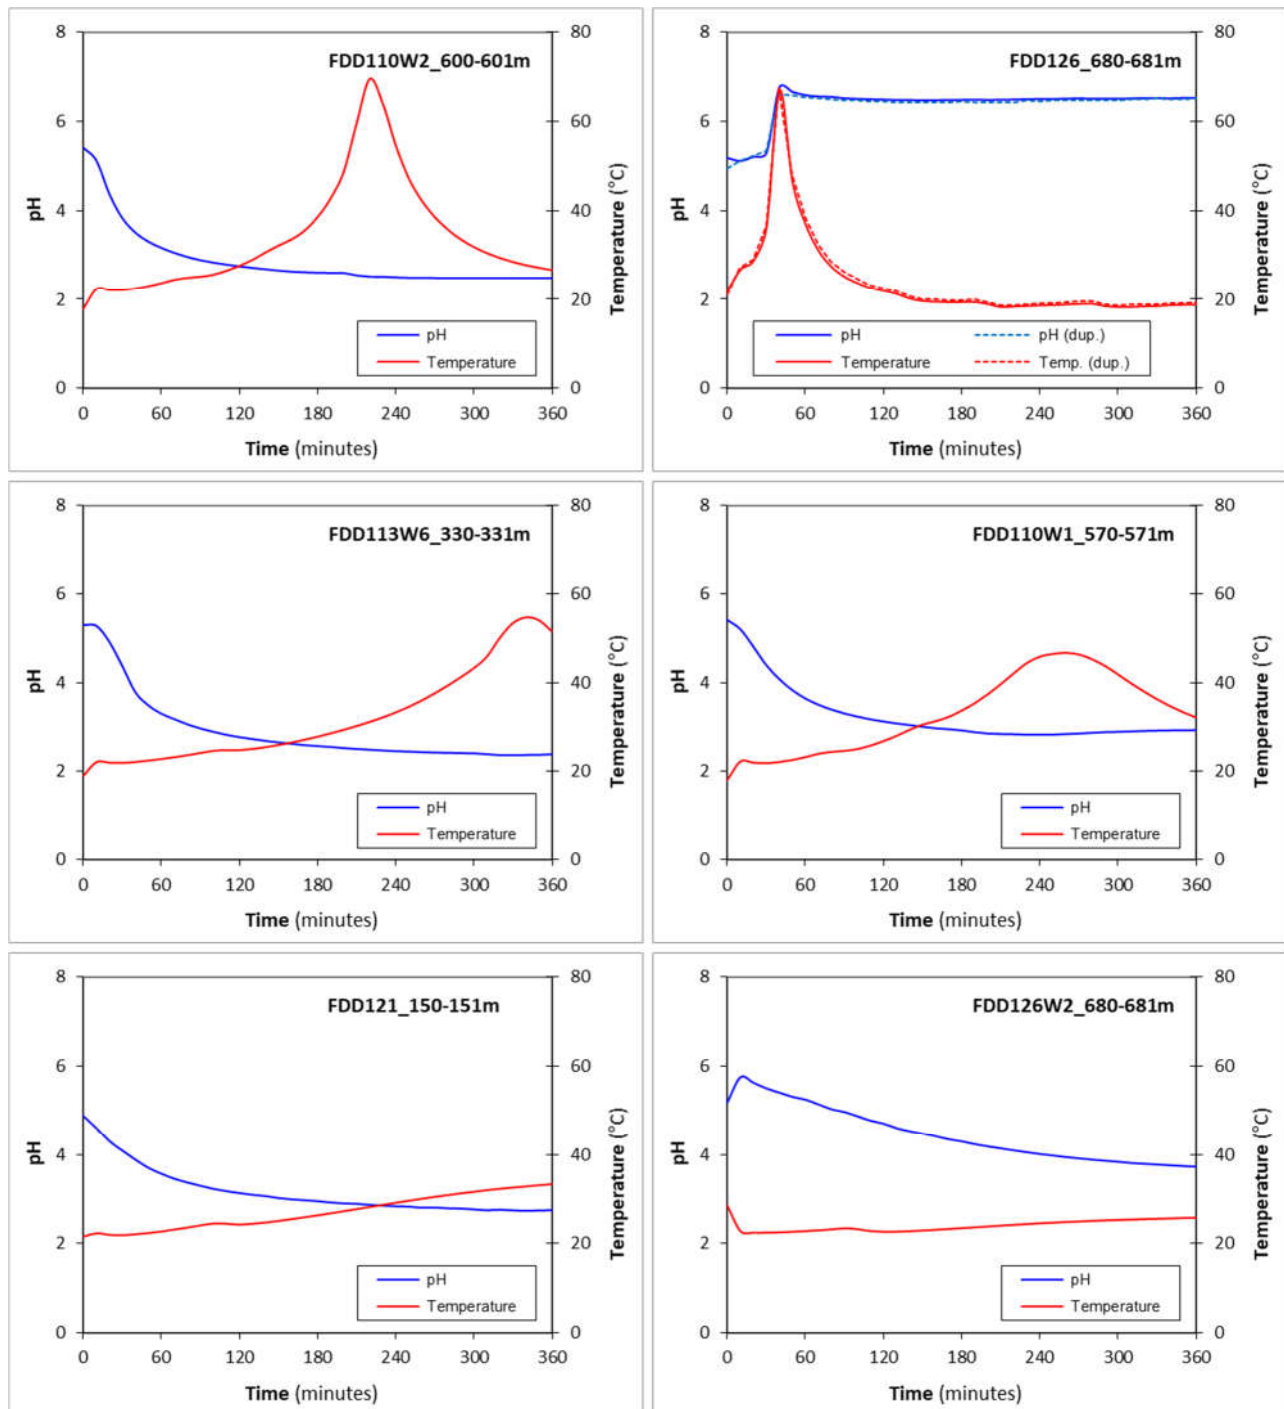 FDD110W2_600-601m
8
6
4
2
0
pH
80
60
40
20
0
Temperature (°C)
pH
Temperature
0 60 120 180 240 300 360
Time (minutes)
FDD126_680-681m
8
6
4
2
0
pH
80
60
40
20
0
Temperature (°C)
pH pH (dup.)
Temperature Temp. (dup.)
0 60 120 180 240 300 360
Time (minutes)
FDD113W6_330-331m
8
6
4
2
0
pH
80
60
40
20
0
Temperature (°C)
pH
Temperature
0 60 120 180 240 300 360
Time (minutes)
FDD110W1_570-571m
8
6
4
2
0
pH
80
60
40
20
0
Temperature (°C)
pH
Temperature
0 60 120 180 240 300 360
Time (minutes)
FDD121_150-151m
8
6
4
2
0
pH
80
60
40
20
0
Temperature (°C)
pH
Temperature
0 60 120 180 240 300 360
Time (minutes)
FDD126W2_680-681m
8
6
4
2
0
pH
80
60
40
20
0
Temperature (°C)
pH
Temperature
0 60 120 180 240 300 360
Time (minutes)